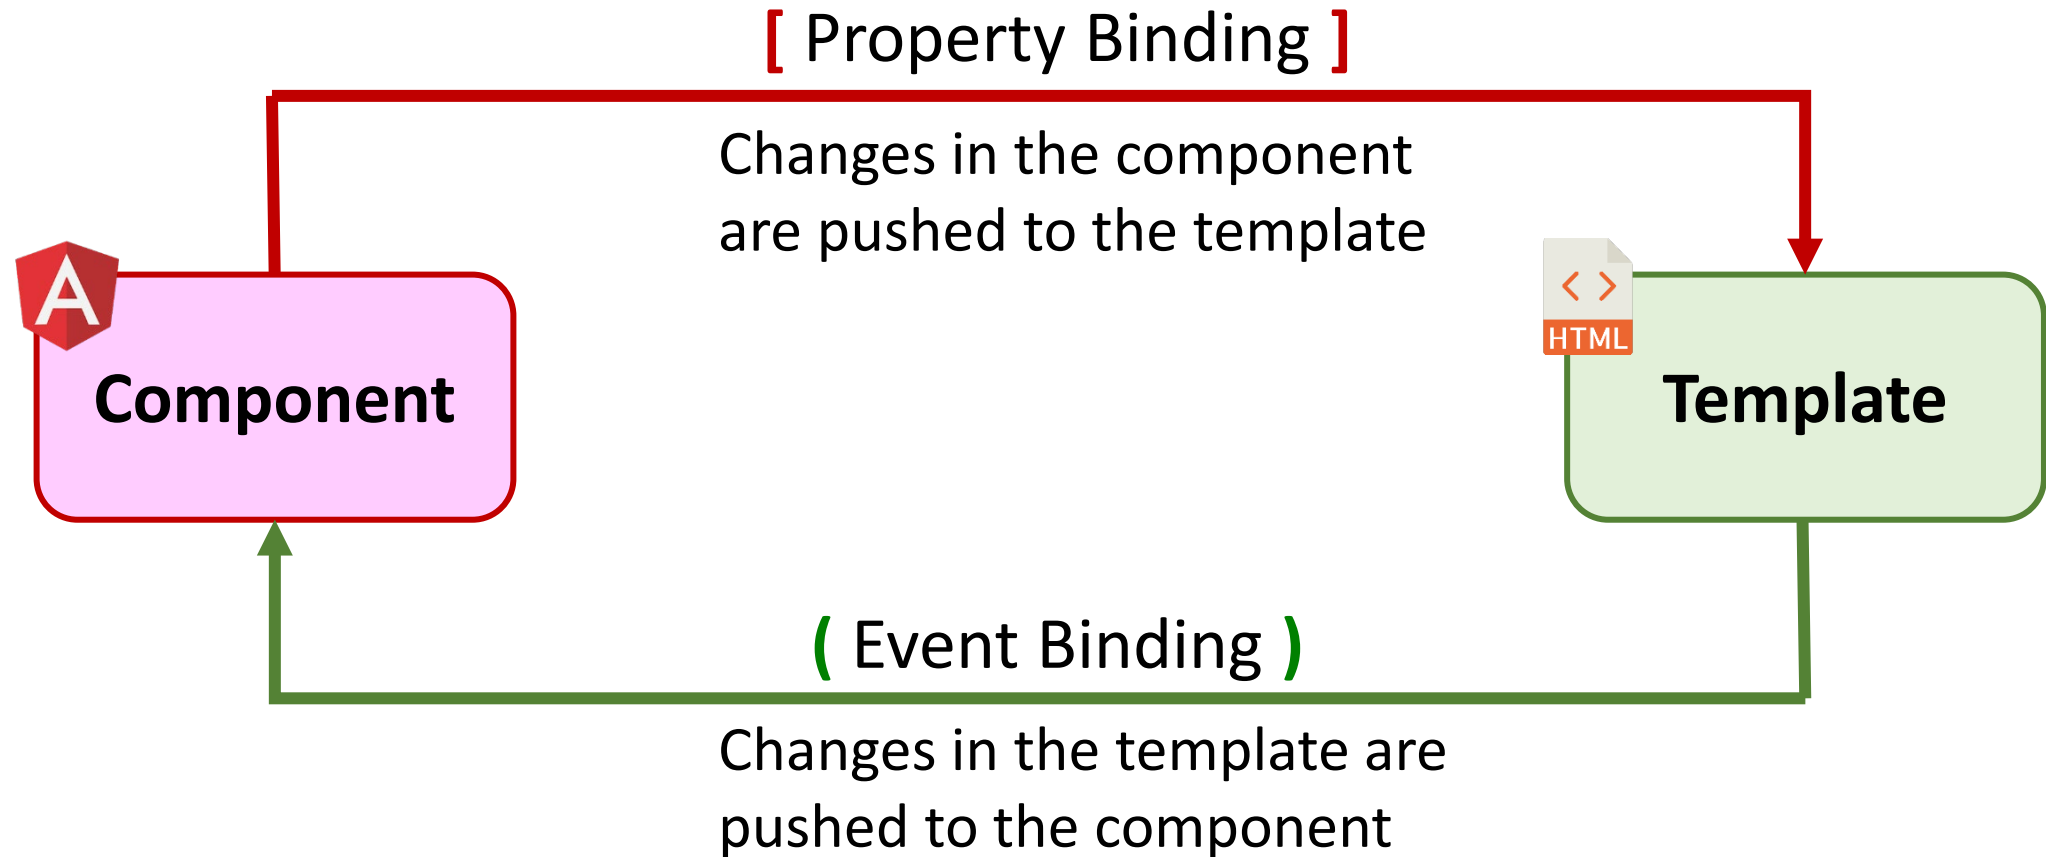 [ Property Binding ]
Changes in the component
are pushed to the template
A
HTML
Component
Template
( Event Binding )
Changes in the template are
pushed to the component